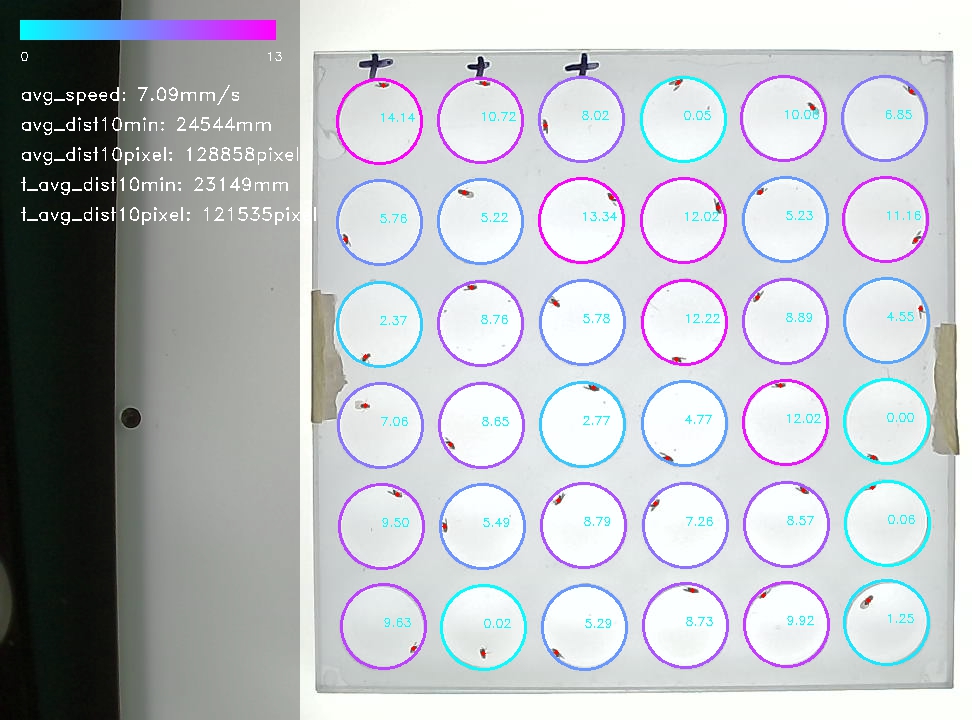 0 13
avg_speed: 7.09mm/s
avg_dist10min: 24544mm
avg_dist10pixel: 128858pixel
t_avg_dist10min: 23149mm
t_avg_dist10pixel: 121535pixel
+ + +
14.14 10.72 8.02 0.05 10.06 6.85
5.76 5.22 13.34 12.02 5.23 11.16
2.37 8.76 5.78 12.22 8.89 4.55
7.06 8.65 2.77 4.77 12.02 0.00
9.50 5.49 8.79 7.26 8.57 0.06
9.63 0.02 5.29 8.73 9.92 1.25